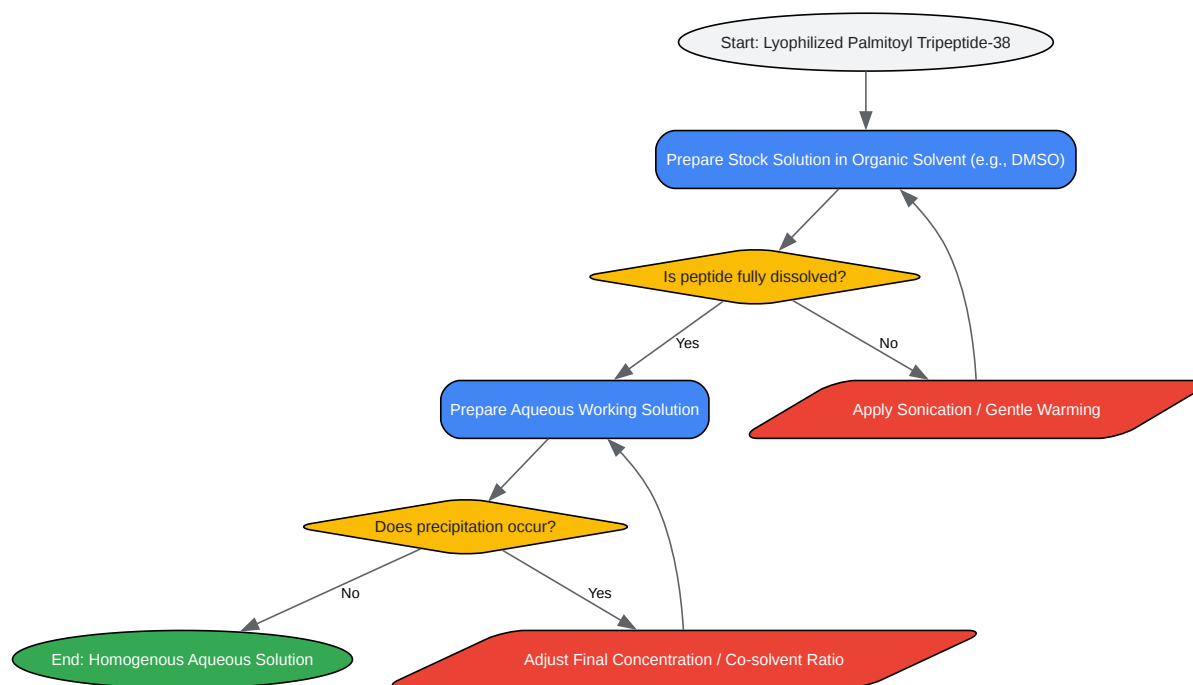 Start: Lyophilized Palmitoyl Tripeptide-38
Prepare Stock Solution in Organic Solvent (e.g., DMSO)
Is peptide fully dissolved?
Yes
No
Prepare Aqueous Working Solution
Apply Sonication / Gentle Warming
Does precipitation occur?
No
Yes
End: Homogenous Aqueous Solution
Adjust Final Concentration / Co-solvent Ratio